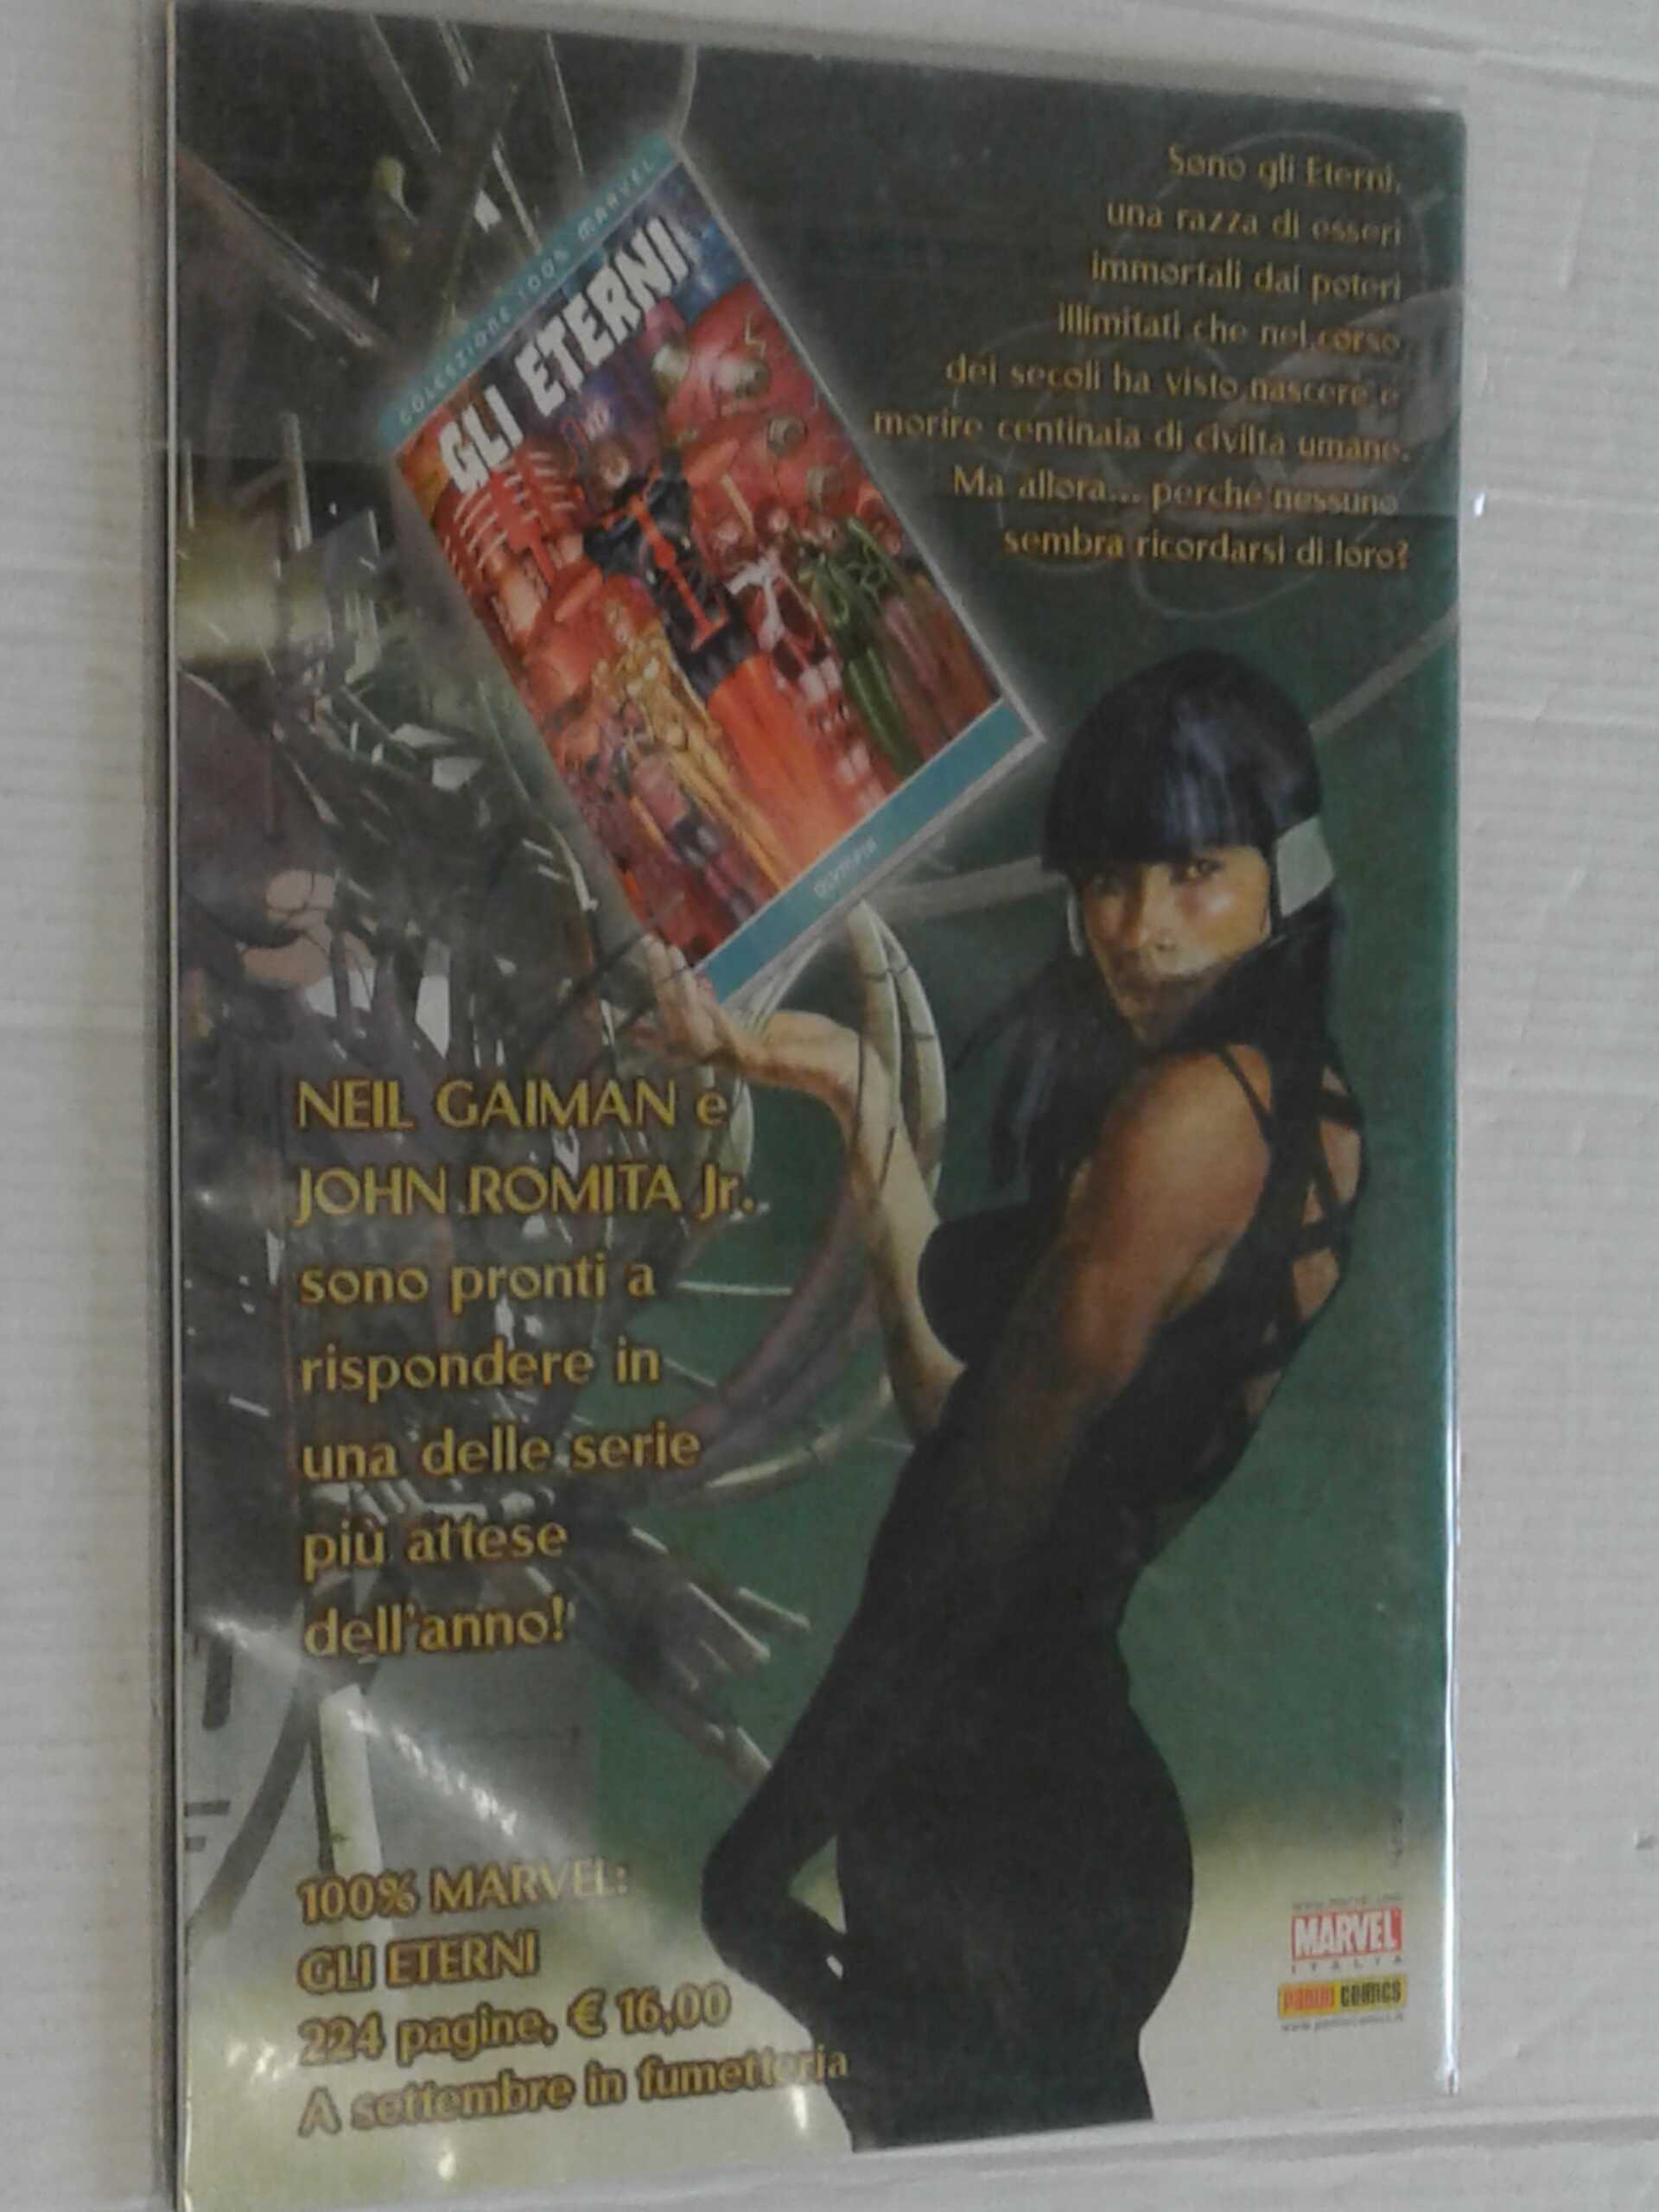 COLLEZIONE 100% MARVEL
GLI ETERNI
Sono gli Eterni,
una razza di esseri
immortali dai poteri
illimitati che nel corso
dei secoli ha visto nascere e
morire centinaia di civiltà umane.
Ma allora... perché nessuno
sembra ricordarsi di loro?
NEIL GAIMAN e
JOHN ROMITA Jr.
sono pronti a
rispondere in
una delle serie
più attese
dell'anno!
100% MARVEL:
GLI ETERNI
224 pagine, € 16,00
A settembre in fumetteria
MARVEL
ITALIA
PANINI COMICS